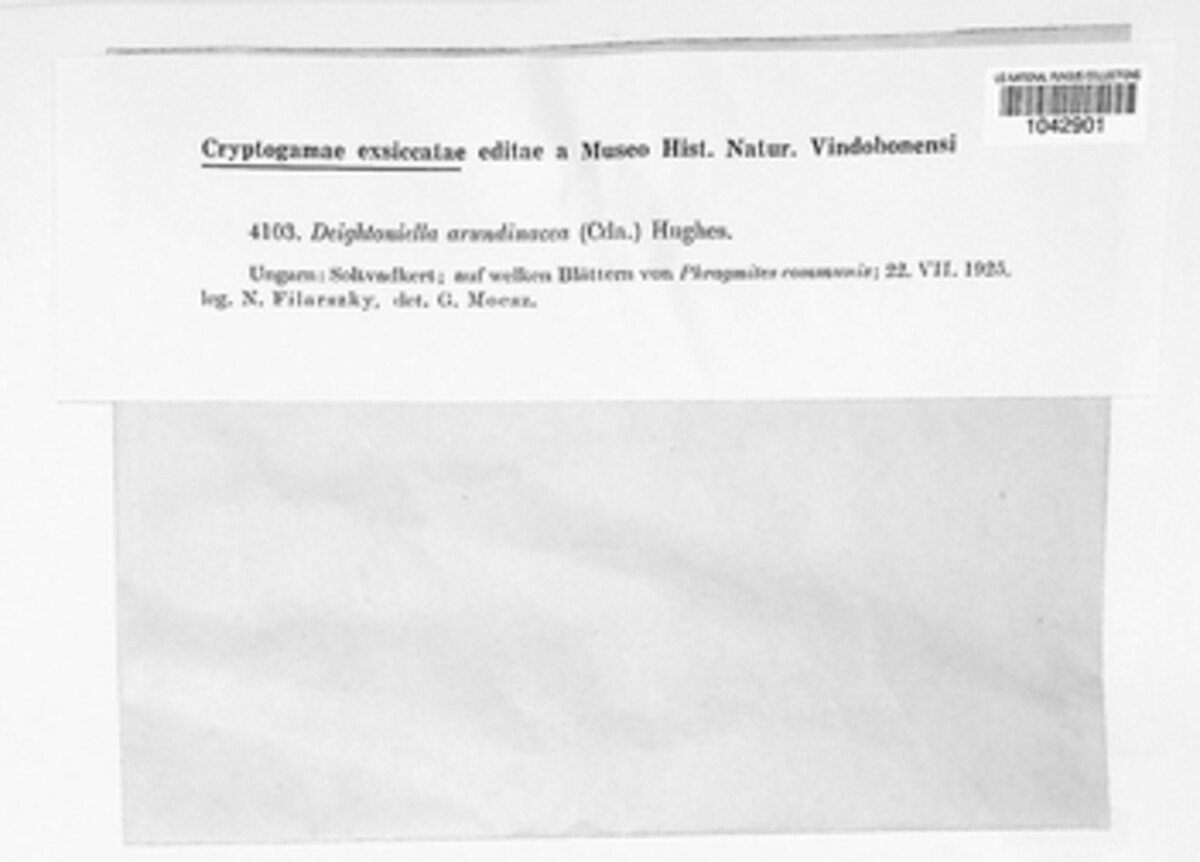 US NATIONAL FUNGUS COLLECTIONS
1042901
Cryptogamae exsiccatae editae a Museo Hist. Natur. Vindobonensi
4103. Deightoniella arundinacea (Cda.) Hughes.
Ungarn: Soltvadkert; auf welken Blättern von Phragmites communis; 22. VII. 1925.
leg. N. Filarszky, det. G. Moesz.